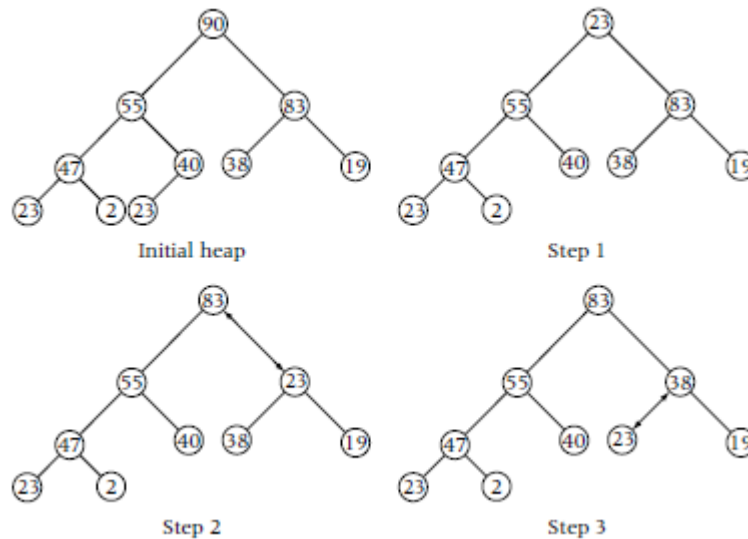 90 23
55 83 55 83
47 40 38 19 47 40 38 19
23 2 23 23 2
Initial heap Step 1
83 83
55 23 55 38
47 40 38 19 47 40 23 19
23 2 23 2
Step 2 Step 3